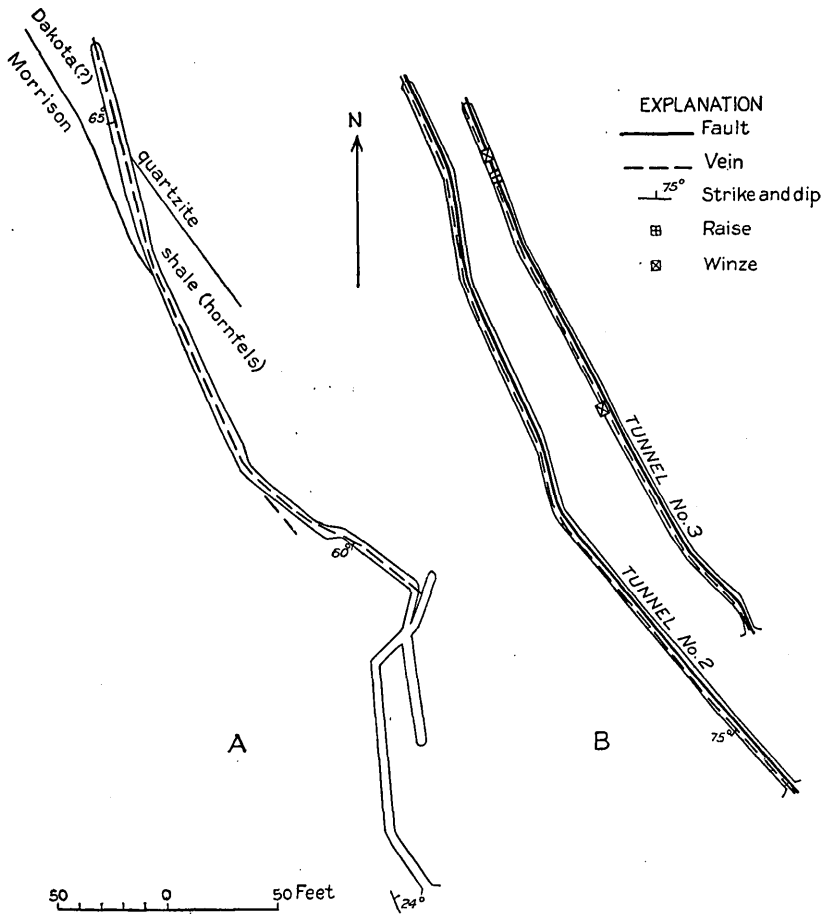 Dakota(?)
Morrison
65°
quartzite
shale (hornfels)
60°
24°
A
N
EXPLANATION
Fault
Vein
75° Strike and dip
Raise
Winze
TUNNEL No.3
TUNNEL No.2
75°
B
50 0 50 Feet